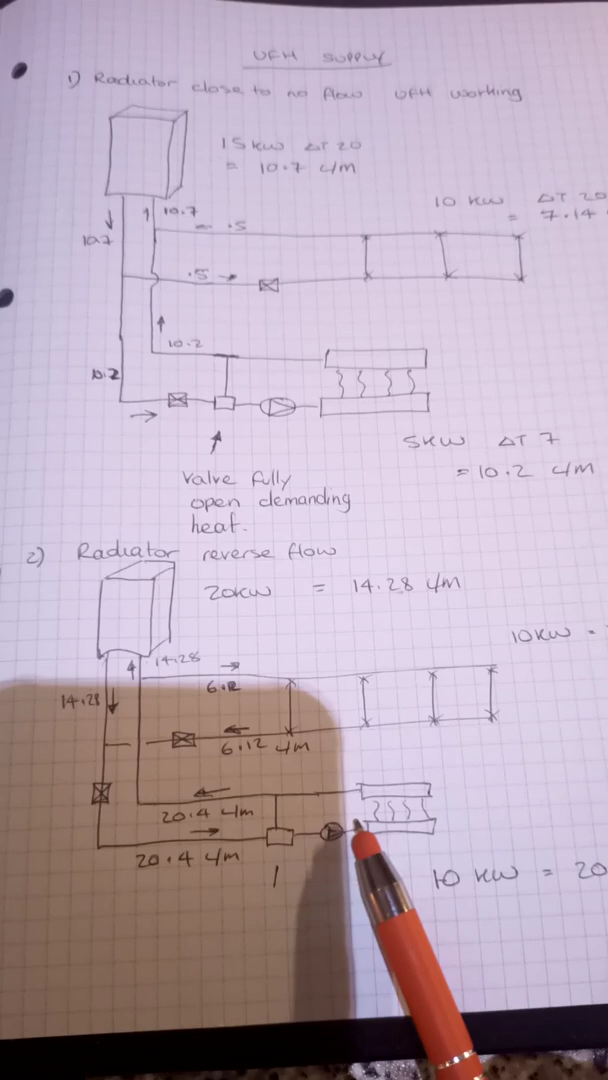 UFH SUPPLY
1) Radiator close to no flow UFH working
15KW ΔT 20
= 10.7 L/M
10 KW ΔT 20
= 7.14
10.7
10.7
.5
.5
10.2
10.2
5KW ΔT 7
= 10.2 L/M
Valve fully
open demanding
heat.
2) Radiator reverse flow
20KW = 14.28 L/M
10KW =
14.28
14.28
6.12
6.12 L/M
20.4 L/M
20.4 L/M
10 KW = 20